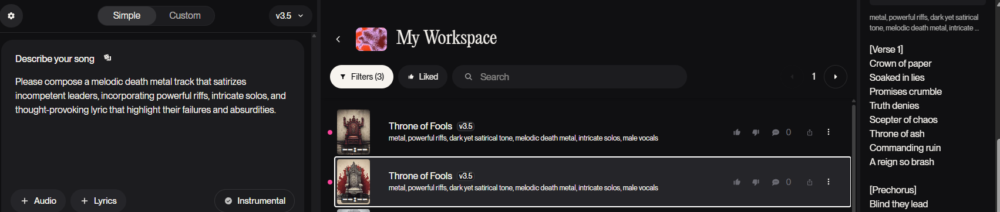 Simple
Custom
v3.5
Describe your song
Please compose a melodic death metal track that satirizes
incompetent leaders, incorporating powerful riffs, intricate solos, and
thought-provoking lyric that highlight their failures and absurdities.
+ Audio
+ Lyrics
Instrumental
My Workspace
Filters (3)
Liked
Search
1
Throne of Fools v3.5
metal, powerful riffs, dark yet satirical tone, melodic death metal, intricate solos, male vocals
0
Throne of Fools v3.5
metal, powerful riffs, dark yet satirical tone, melodic death metal, intricate solos, male vocals
0
metal, powerful riffs, dark yet satirical
tone, melodic death metal, intricate ...
[Verse 1]
Crown of paper
Soaked in lies
Promises crumble
Truth denies
Scepter of chaos
Throne of ash
Commanding ruin
A reign so brash
[Prechorus]
Blind they lead